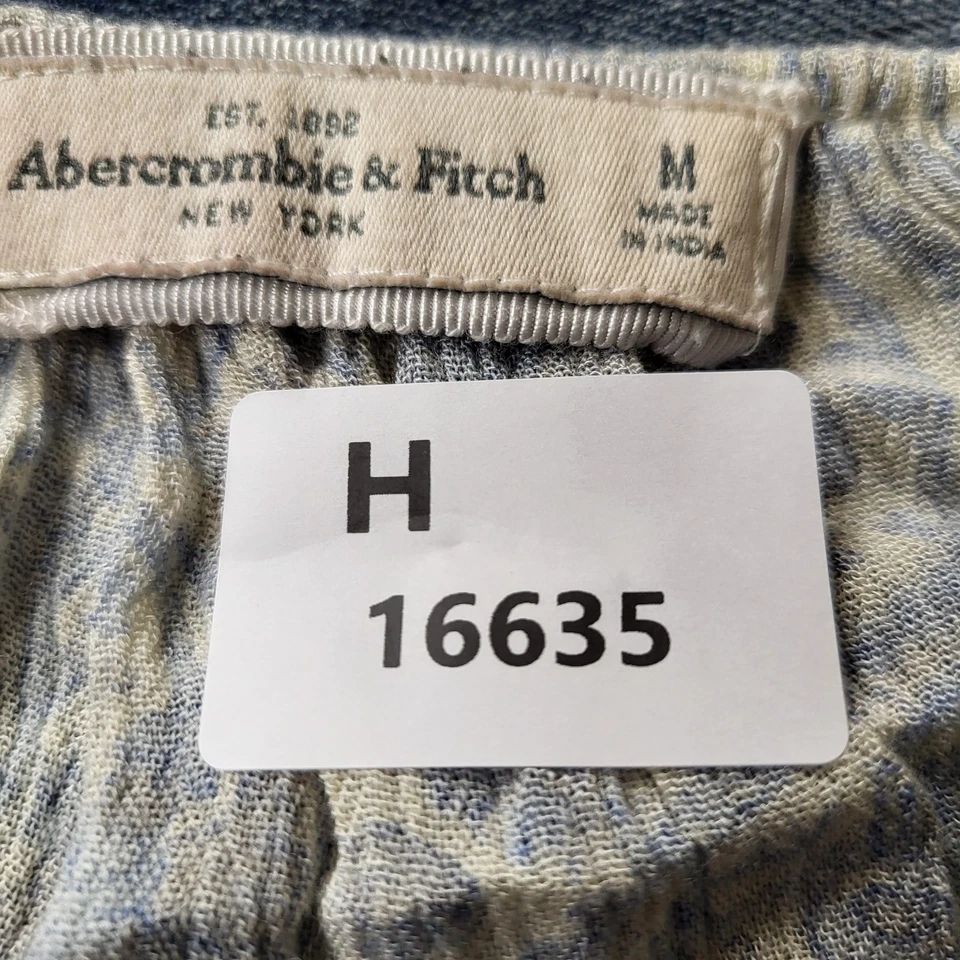 EST. 1892
Abercrombie & Fitch
NEW YORK
M
MADE
IN INDIA
H
16635